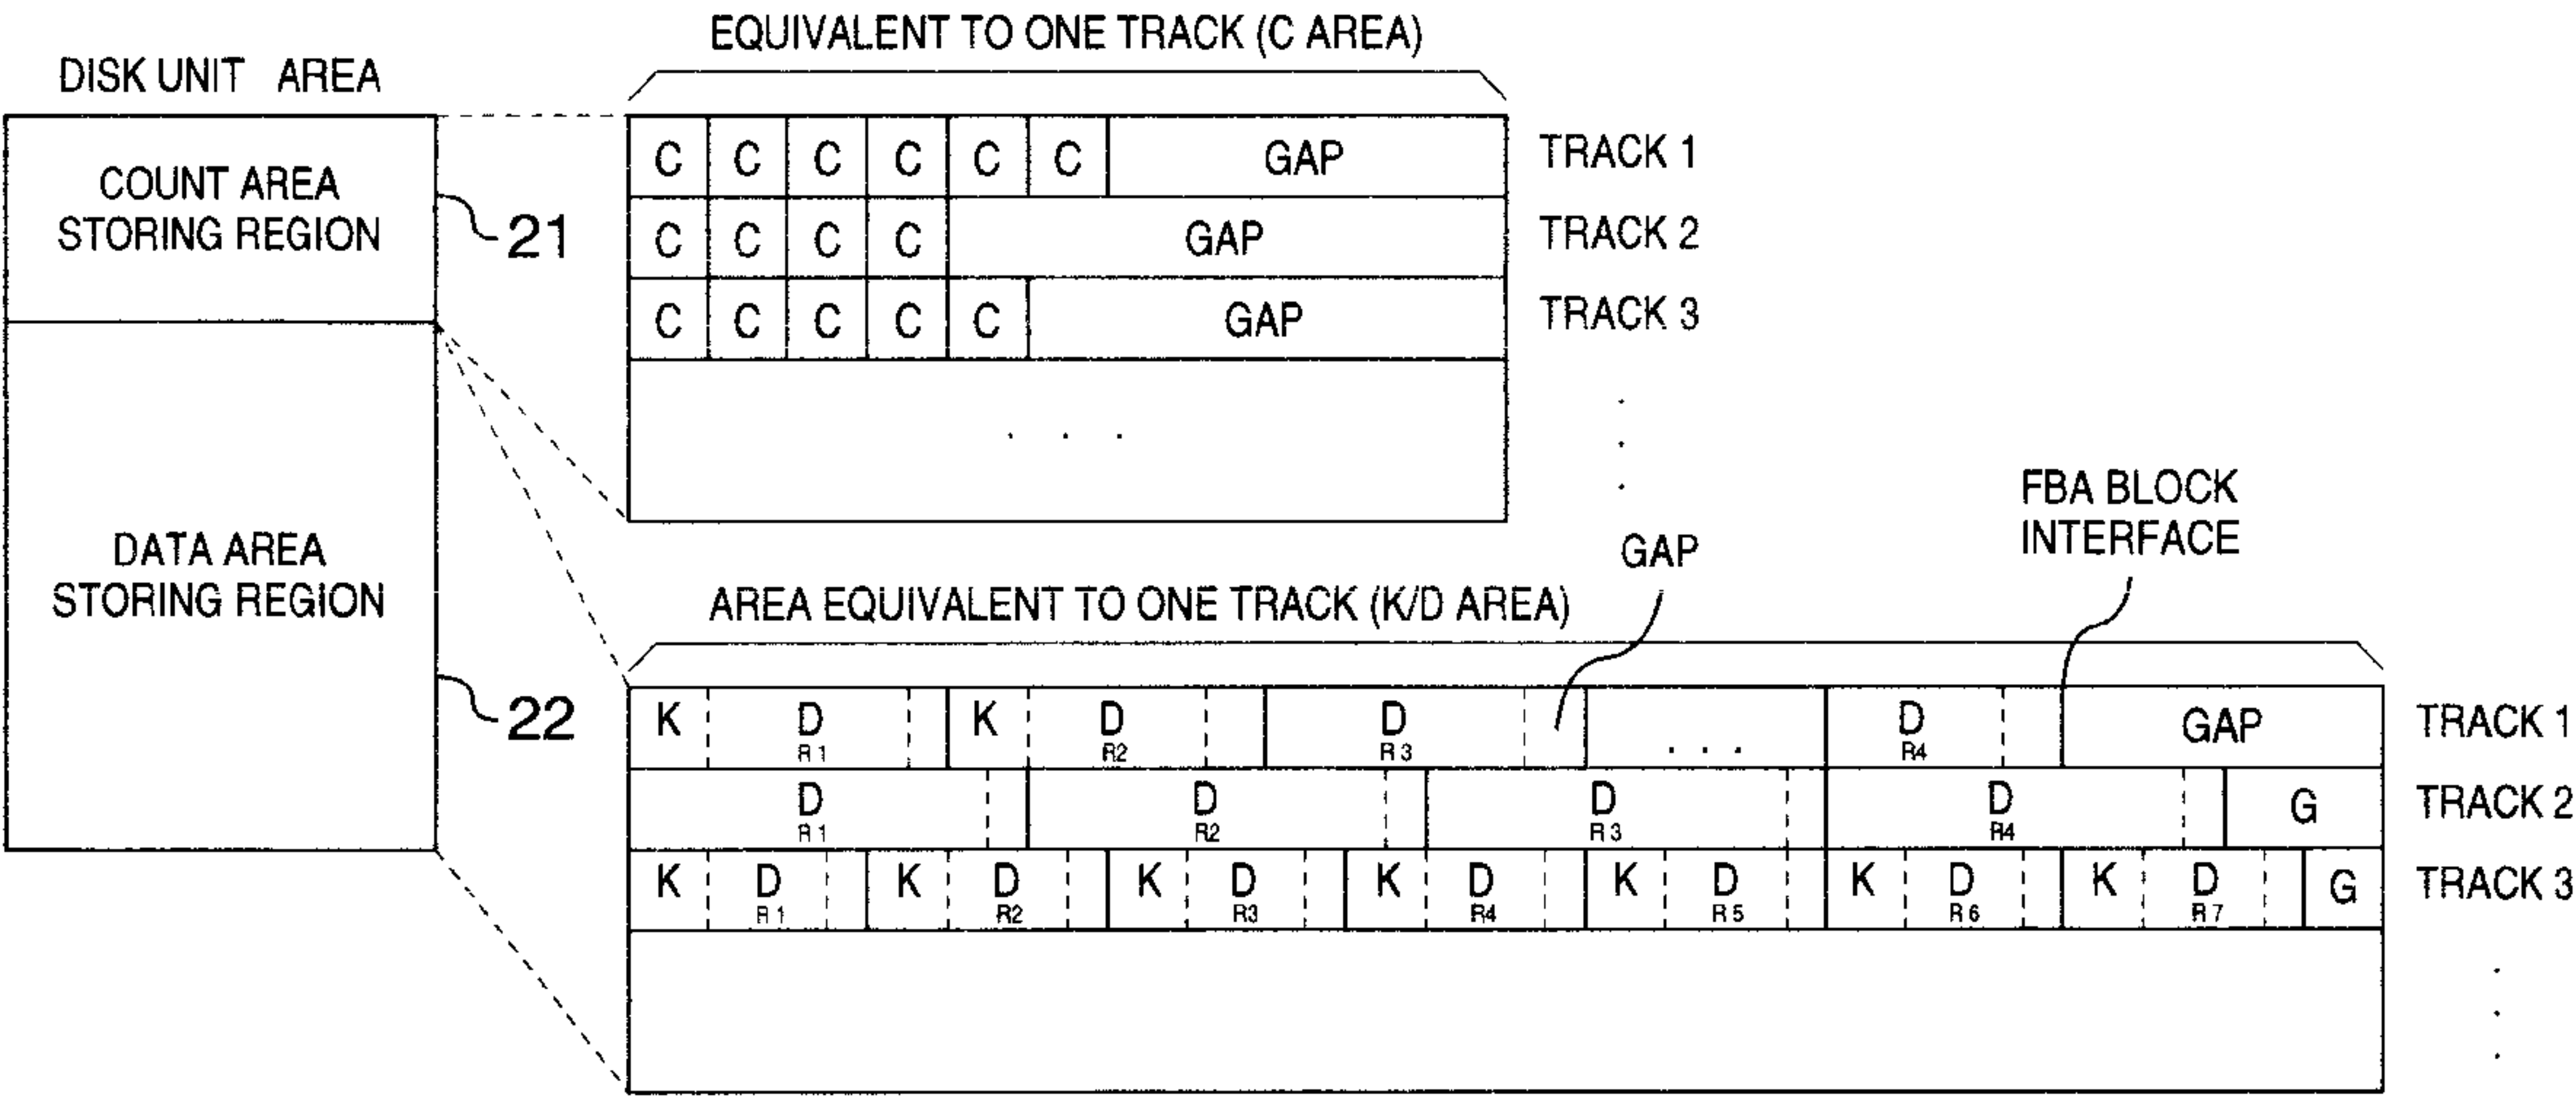 EQUIVALENT TO ONE TRACK (C AREA)
DISK UNIT AREA
COUNT AREA
STORING REGION
21
C C C C C C GAP TRACK 1
C C C C GAP TRACK 2
C C C C C GAP TRACK 3
. . .
DATA AREA
STORING REGION
22
FBA BLOCK
INTERFACE
GAP
AREA EQUIVALENT TO ONE TRACK (K/D AREA)
K D K D D . . . D GAP TRACK 1
R1 R2 R3 R4
D D D D G TRACK 2
R1 R2 R3 R4
K D K D K D K D K D K D K D G TRACK 3
R1 R2 R3 R4 R5 R6 R7